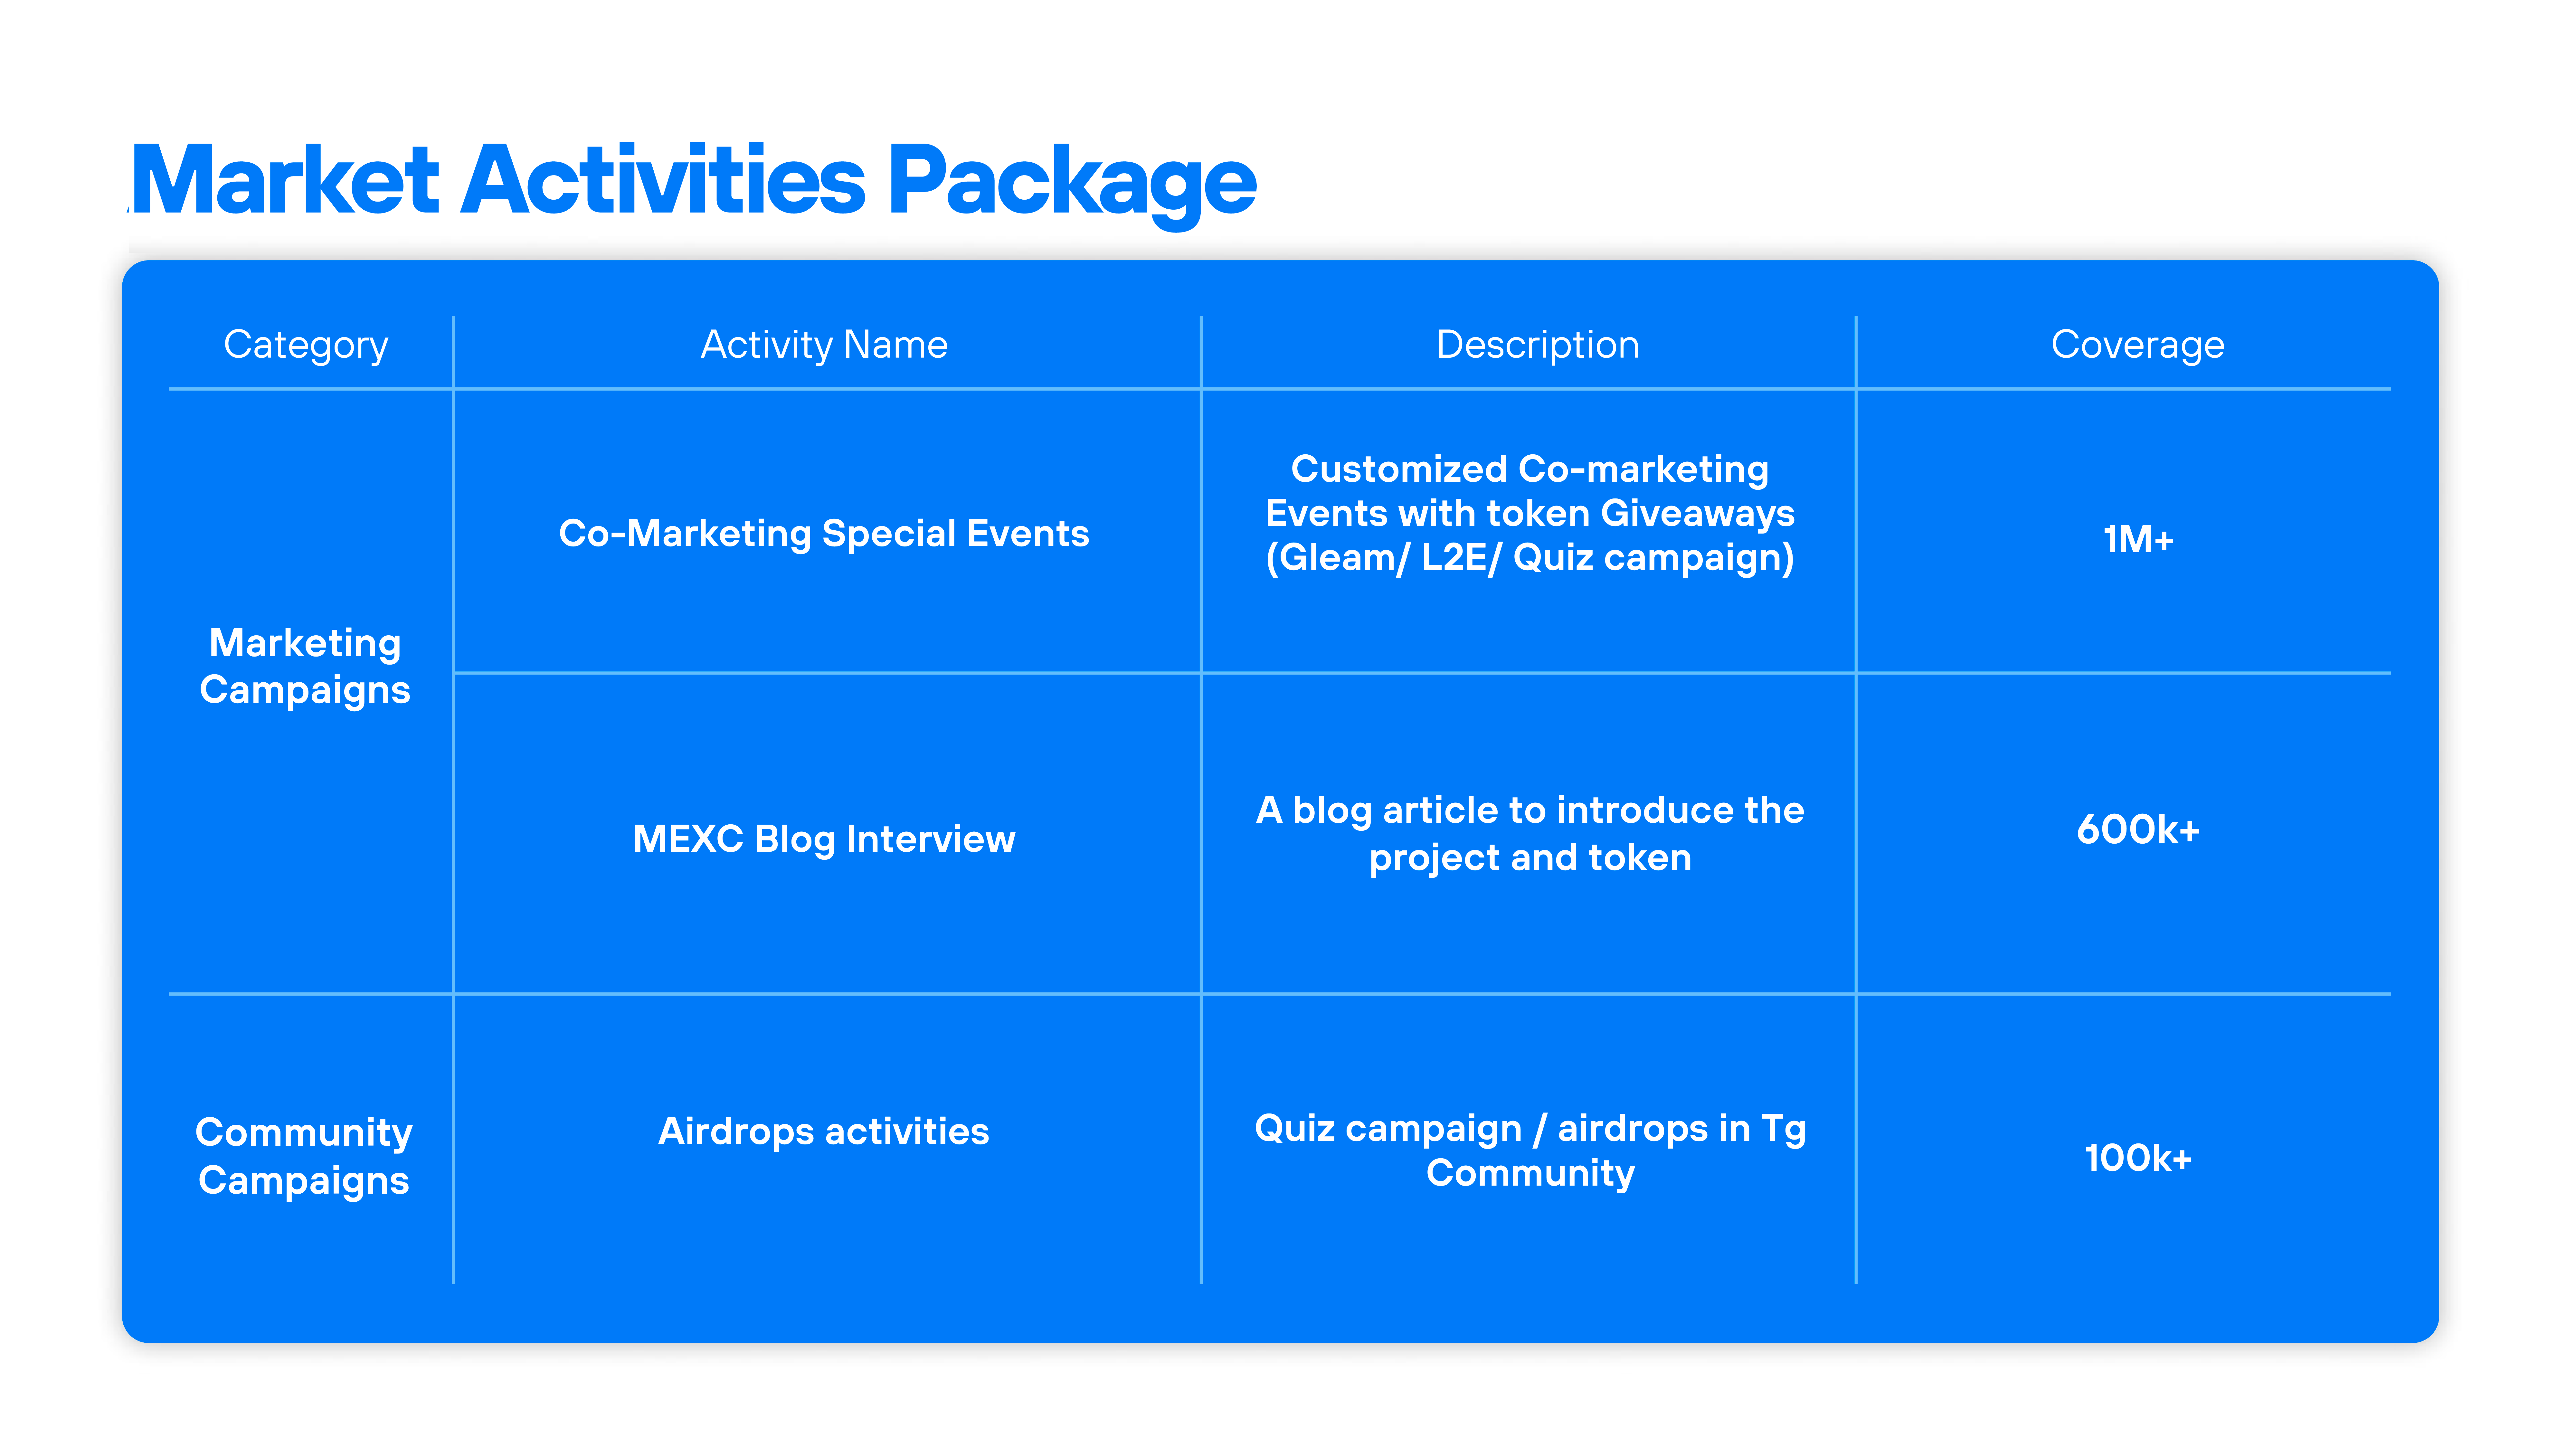 Market Activities Package
Category
Activity Name
Description
Coverage
Marketing
Campaigns
Co-Marketing Special Events
Customized Co-marketing
Events with token Giveaways
(Gleam/ L2E/ Quiz campaign)
1M+
MEXC Blog Interview
A blog article to introduce the
project and token
600k+
Community
Campaigns
Airdrops activities
Quiz campaign / airdrops in Tg
Community
100k+